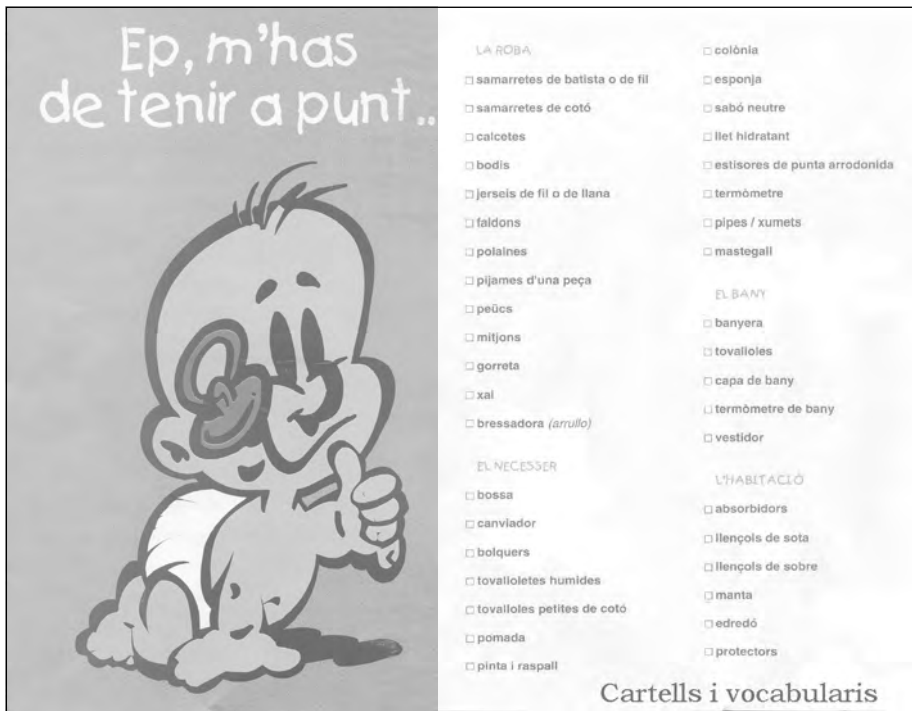 Ep, m'has
de tenir a punt...
LA ROBA
samarretes de batista o de fil
samarretes de cotó
calcetes
bodis
jerseis de fil o de llana
faldons
polaines
pijames d'una peça
peücs
mitjons
gorreta
xal
bressadora (arrullo)
EL NECESSER
bossa
canviador
bolquers
tovalloletes humides
tovalloles petites de cotó
pomada
pinta i raspall
colònia
esponja
sabó neutre
llet hidratant
estisores de punta arrodonida
termòmetre
pipes / xumets
mastegall
EL BANY
banyera
tovalloles
capa de bany
termòmetre de bany
vestidor
L'HABITACIÓ
absorbidors
llençols de sota
llençols de sobre
manta
edredó
protectors
Cartells i vocabularis